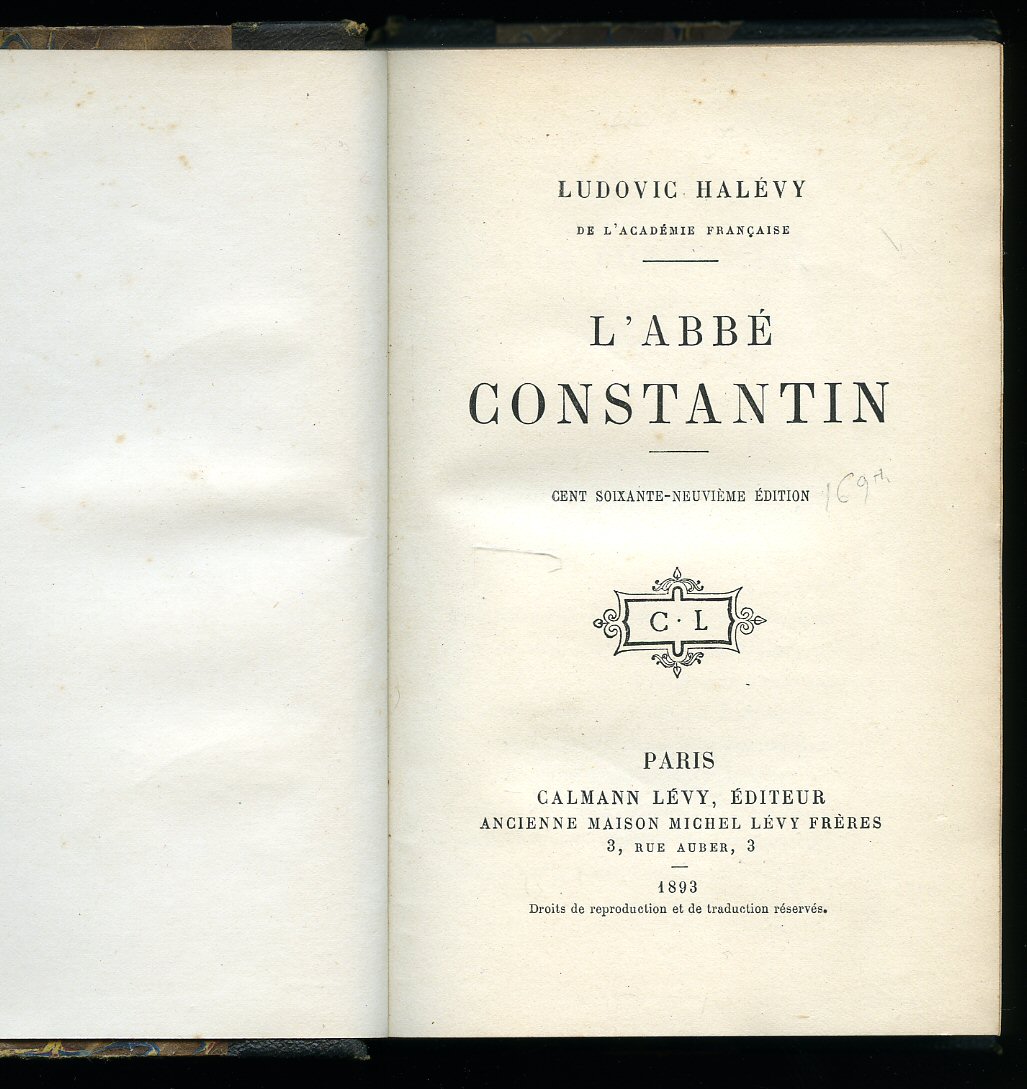 LUDOVIC HALÉVY
DE L'ACADÉMIE FRANÇAISE
L'ABBÉ
CONSTANTIN
CENT SOIXANTE-NEUVIÈME ÉDITION 169th
C · L
PARIS
CALMANN LÉVY, ÉDITEUR
ANCIENNE MAISON MICHEL LÉVY FRÈRES
3, RUE AUBER, 3
1893
Droits de reproduction et de traduction réservés.